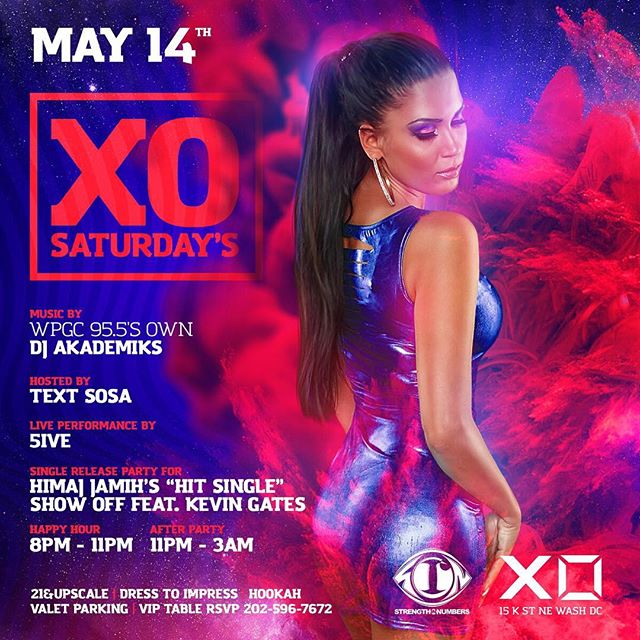 MAY 14TH
XO
SATURDAY'S
MUSIC BY
WPGC 95.5'S OWN
DJ AKADEMIKS
HOSTED BY
TEXT SOSA
LIVE PERFORMANCE BY
5IVE
SINGLE RELEASE PARTY FOR
HIMAJ JAMIH'S "HIT SINGLE"
SHOW OFF FEAT. KEVIN GATES
HAPPY HOUR AFTER PARTY
8PM - 11PM 11PM - 3AM
21&UPSCALE | DRESS TO IMPRESS HOOKAH
VALET PARKING | VIP TABLE RSVP 202-596-7672
SIN
STRENGTHINNUMBERS
XO
15 K ST NE WASH DC